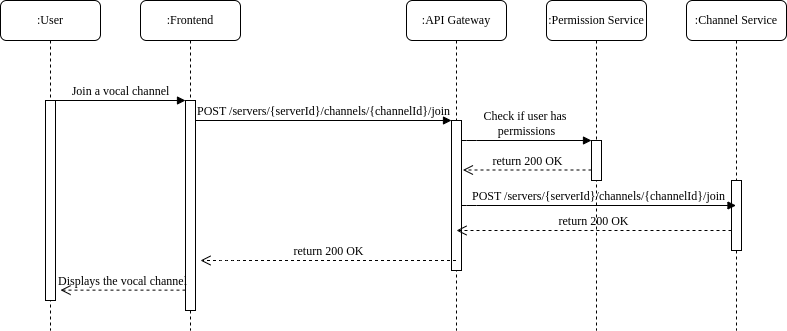 :User
:Frontend
:API Gateway
:Permission Service
:Channel Service
Join a vocal channel
POST /servers/{serverId}/channels/{channelId}/join
Check if user has
permissions
return 200 OK
POST /servers/{serverId}/channels/{channelId}/join
return 200 OK
return 200 OK
Displays the vocal channel